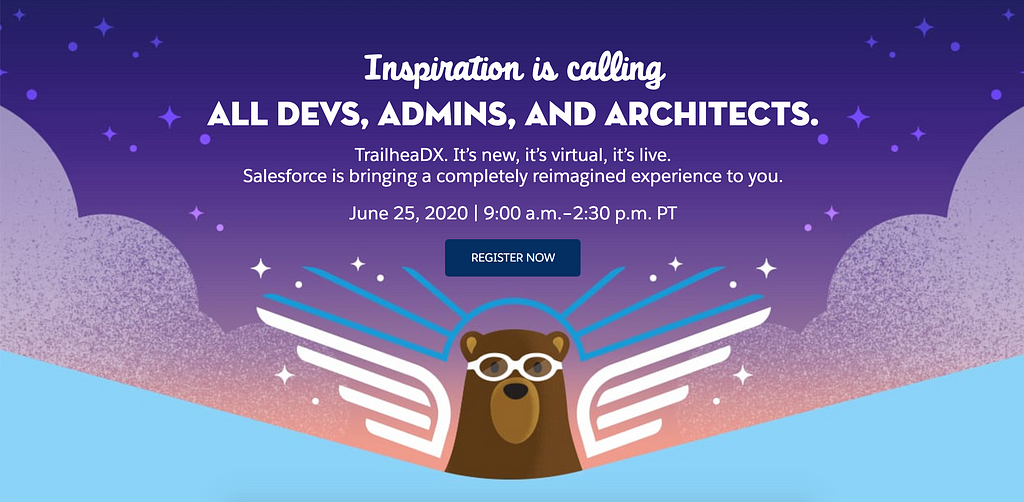 Inspiration is calling
ALL DEVS, ADMINS, AND ARCHITECTS.
TrailheaDX. It's new, it's virtual, it's live.
Salesforce is bringing a completely reimagined experience to you.
June 25, 2020 | 9:00 a.m.–2:30 p.m. PT
REGISTER NOW